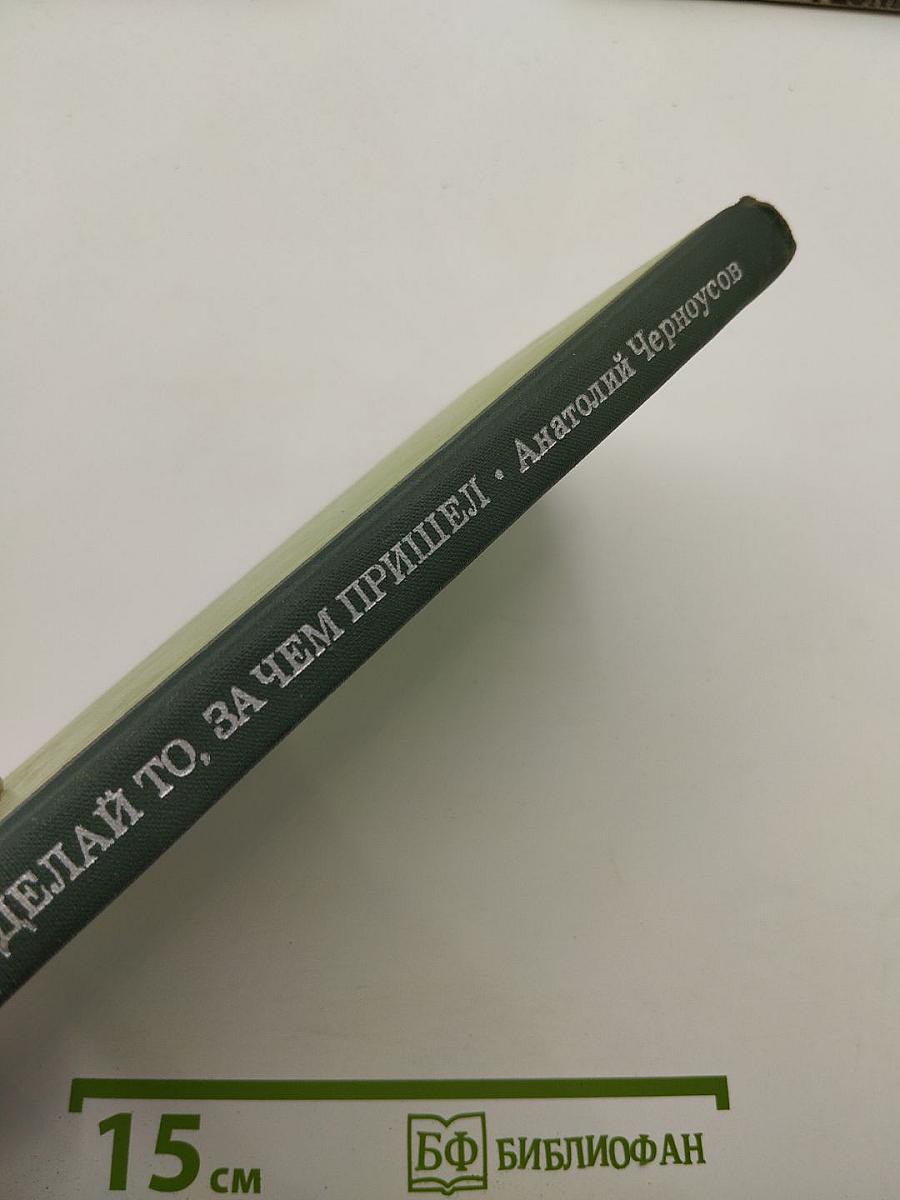 ДЕЛАЙ ТО, ЗА ЧЕМ ПРИШЕЛ · Анатолий Черноусов
15 см
БФ БИБЛИОФАН